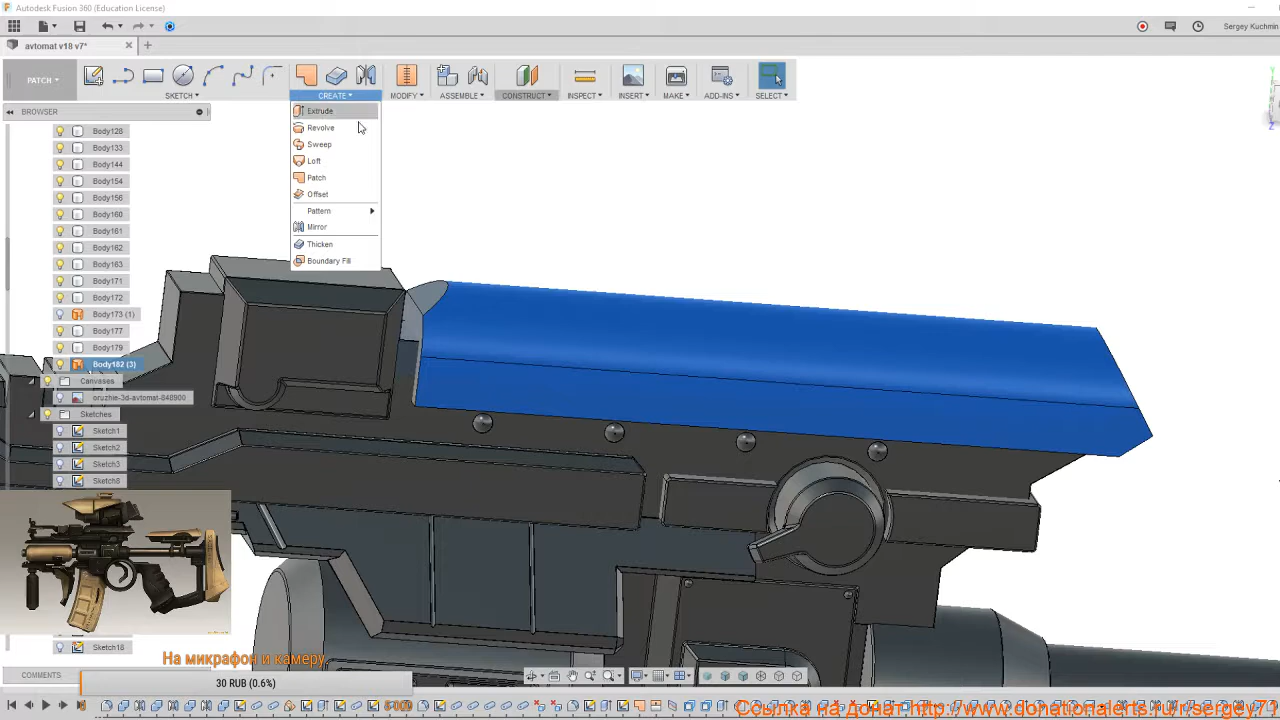 Autodesk Fusion 360 (Education License)
Sergey Kuchmin
avtomat v18 v7*
PATCH
SKETCH
CREATE
MODIFY
ASSEMBLE
CONSTRUCT
INSPECT
INSERT
MAKE
ADD-INS
SELECT
BROWSER
Extrude
Revolve
Sweep
Loft
Patch
Offset
Pattern
Mirror
Thicken
Boundary Fill
Body128
Body133
Body144
Body154
Body156
Body160
Body161
Body162
Body163
Body171
Body172
Body173 (1)
Body177
Body179
Body182 (3)
Canvases
oruzhie-3d-avtomat-848900
Sketches
Sketch1
Sketch2
Sketch3
Sketch8
Sketch18
На микрофон и камеру
COMMENTS
30 RUB (0.6%)
Ссылка на донат http://www.donationalerts.ru/r/sergey.71